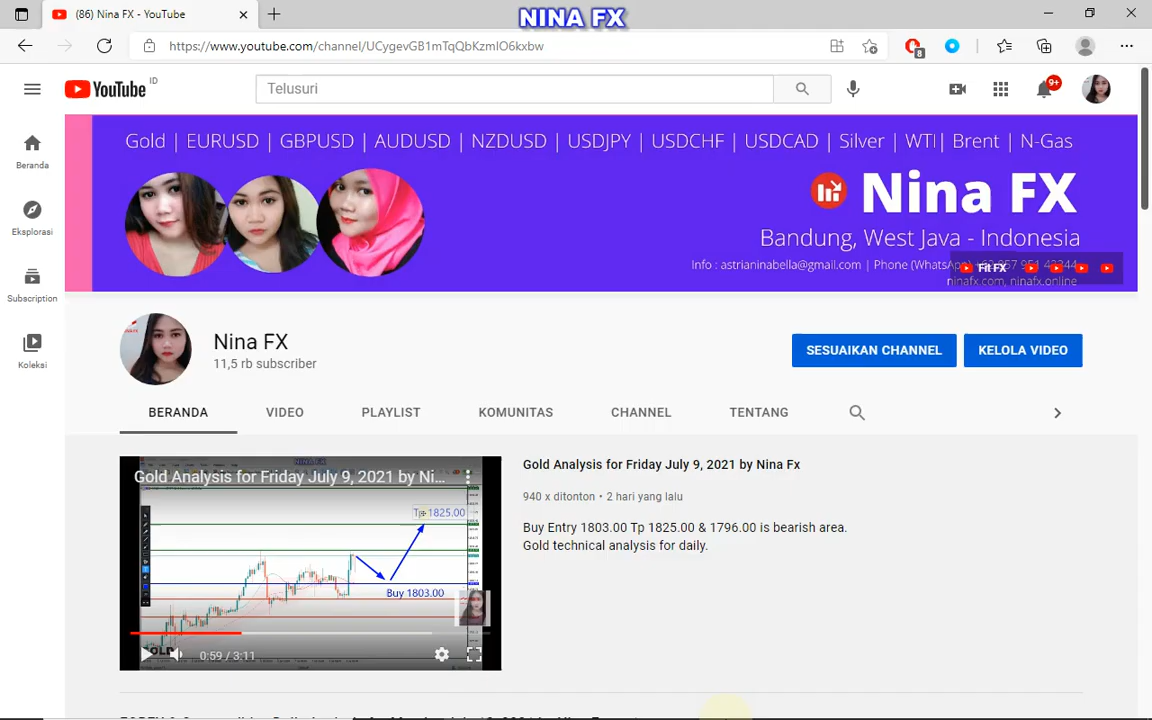 (86) Nina FX - YouTube
NINA FX
https://www.youtube.com/channel/UCygevGB1mTqQbKzmIO6kxbw
8
YouTube ID
Telusuri
9+
Beranda
Eksplorasi
Subscription
Koleksi
Gold | EURUSD | GBPUSD | AUDUSD | NZDUSD | USDJPY | USDCHF | USDCAD | Silver | WTI | Brent | N-Gas
Nina FX
Bandung, West Java - Indonesia
Info : astrianinabella@gmail.com | Phone (WhatsApp)
Fit FX
ninafx.com, ninafx.online
Nina FX
11,5 rb subscriber
SESUAIKAN CHANNEL
KELOLA VIDEO
BERANDA
VIDEO
PLAYLIST
KOMUNITAS
CHANNEL
TENTANG
Gold Analysis for Friday July 9, 2021 by Ni...
Tp 1825.00
Buy 1803.00
0:59 / 3:11
Gold Analysis for Friday July 9, 2021 by Nina Fx
940 x ditonton • 2 hari yang lalu
Buy Entry 1803.00 Tp 1825.00 & 1796.00 is bearish area.
Gold technical analysis for daily.